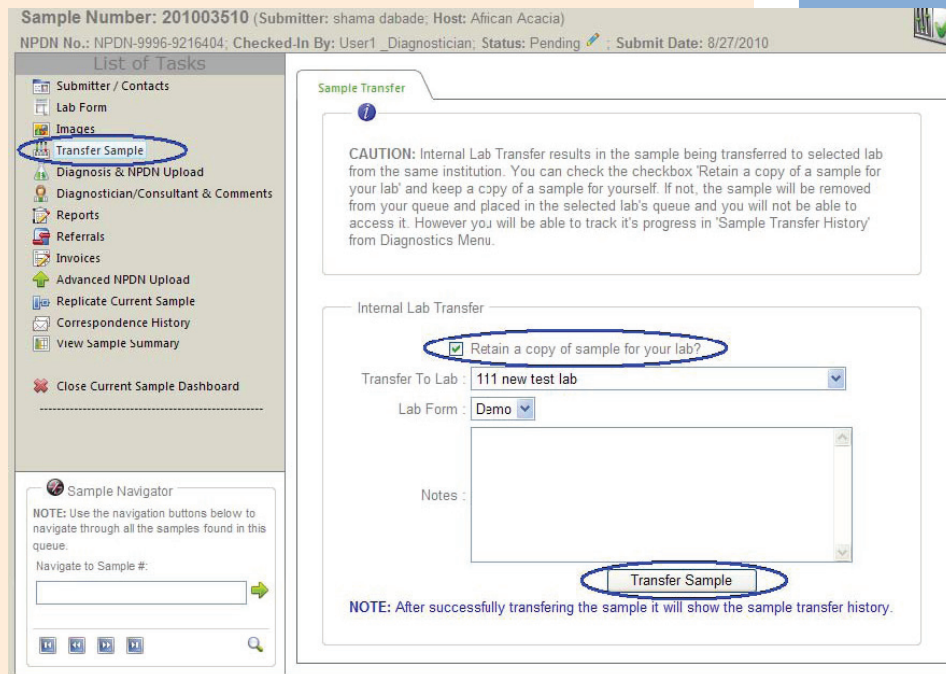 Sample Number: 201003510 (Submitter: shama dabade; Host: African Acacia)
NPDN No.: NPDN-9996-9216404; Checked-In By: User1 _Diagnostician; Status: Pending ; Submit Date: 8/27/2010
List of Tasks
Submitter / Contacts
Lab Form
Images
Transfer Sample
Diagnosis & NPDN Upload
Diagnostician/Consultant & Comments
Reports
Referrals
Invoices
Advanced NPDN Upload
Replicate Current Sample
Correspondence History
View Sample Summary
Close Current Sample Dashboard
Sample Navigator
NOTE: Use the navigation buttons below to
navigate through all the samples found in this
queue.
Navigate to Sample #:
Sample Transfer
CAUTION: Internal Lab Transfer results in the sample being transferred to selected lab
from the same institution. You can check the checkbox 'Retain a copy of a sample for
your lab' and keep a copy of a sample for yourself. If not, the sample will be removed
from your queue and placed in the selected lab's queue and you will not be able to
access it. However you will be able to track it's progress in 'Sample Transfer History'
from Diagnostics Menu.
Internal Lab Transfer
Retain a copy of sample for your lab?
Transfer To Lab : 111 new test lab
Lab Form : Demo
Notes :
Transfer Sample
NOTE: After successfully transfering the sample it will show the sample transfer history.